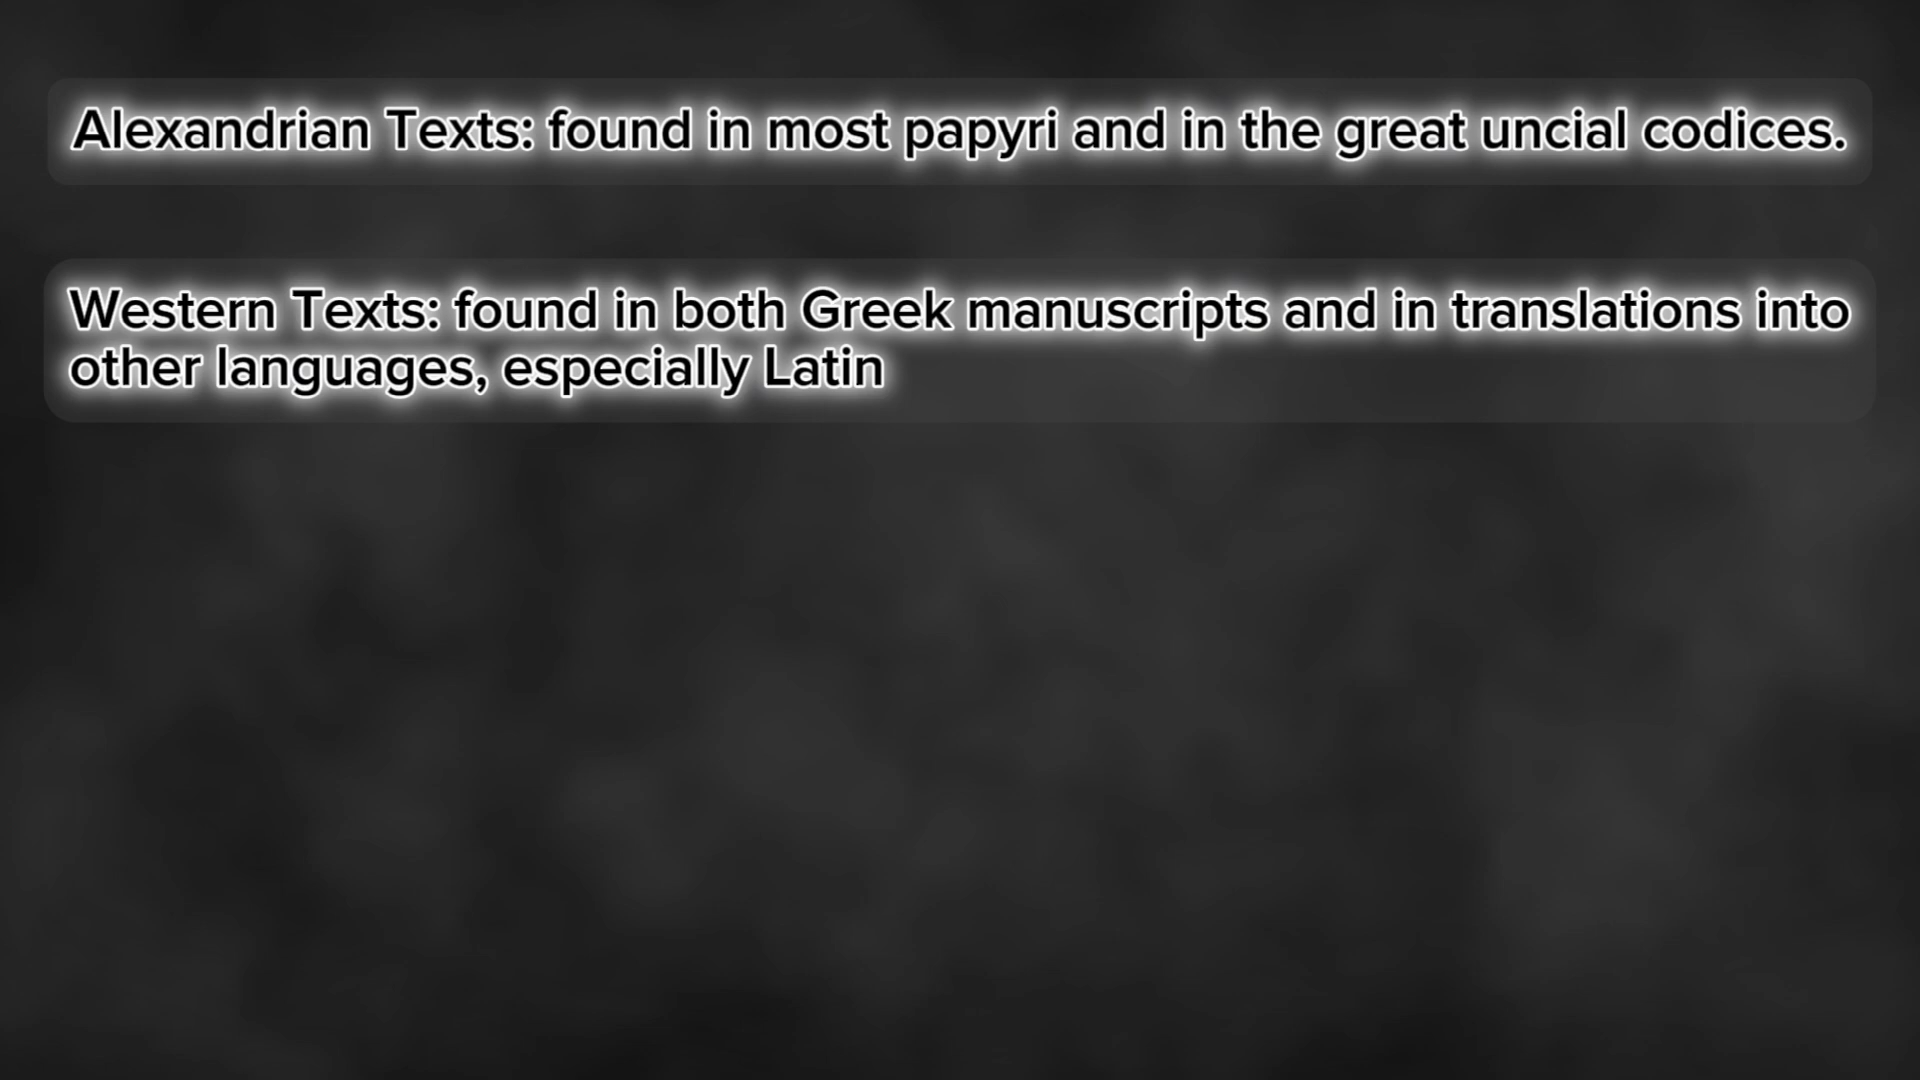 Alexandrian Texts: found in most papyri and in the great uncial codices.
Western Texts: found in both Greek manuscripts and in translations into
other languages, especially Latin